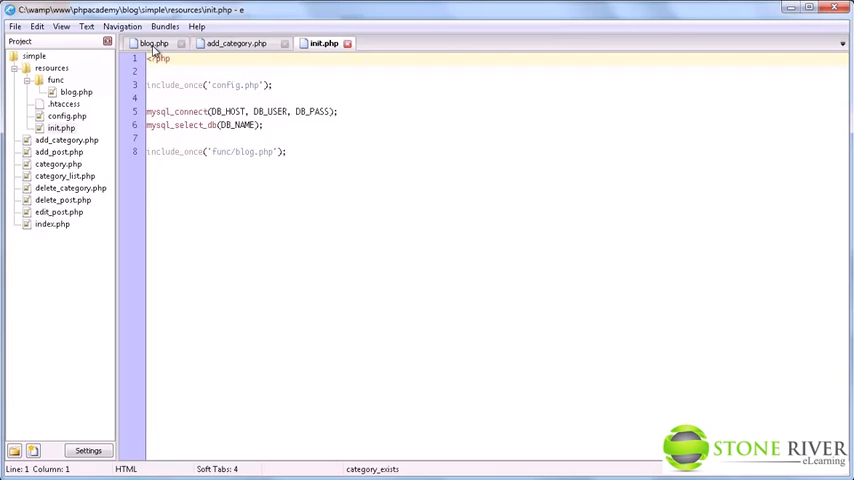 C:\wamp\www\phpacademy\blog\simple\resources\init.php - e
File Edit View Text Navigation Bundles Help
Project
simple
resources
func
blog.php
.htaccess
config.php
init.php
add_category.php
add_post.php
category.php
category_list.php
delete_category.php
delete_post.php
edit_post.php
index.php
Settings
blog.php add_category.php init.php
1 <?php
2
3 include_once('config.php');
4
5 mysql_connect(DB_HOST, DB_USER, DB_PASS);
6 mysql_select_db(DB_NAME);
7
8 include_once('func/blog.php');
STONE RIVER
eLearning
Line: 1 Column: 1 HTML Soft Tabs: 4 category_exists